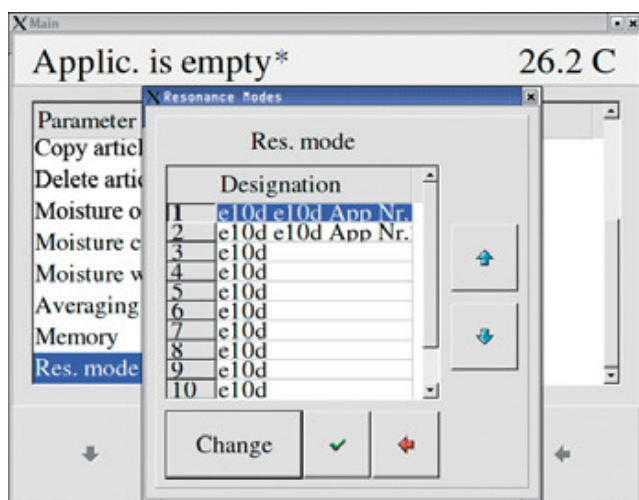 Main
Applic. is empty* 26.2 C
Resonance Modes
Parameter
Copy articl
Delete artic
Moisture o
Moisture c
Moisture w
Averaging
Memory
Res. mode
Res. mode
Designation
1 e10d e10d App Nr.
2 e10d e10d App Nr.
3 e10d
4 e10d
5 e10d
6 e10d
7 e10d
8 e10d
9 e10d
10 e10d
Change